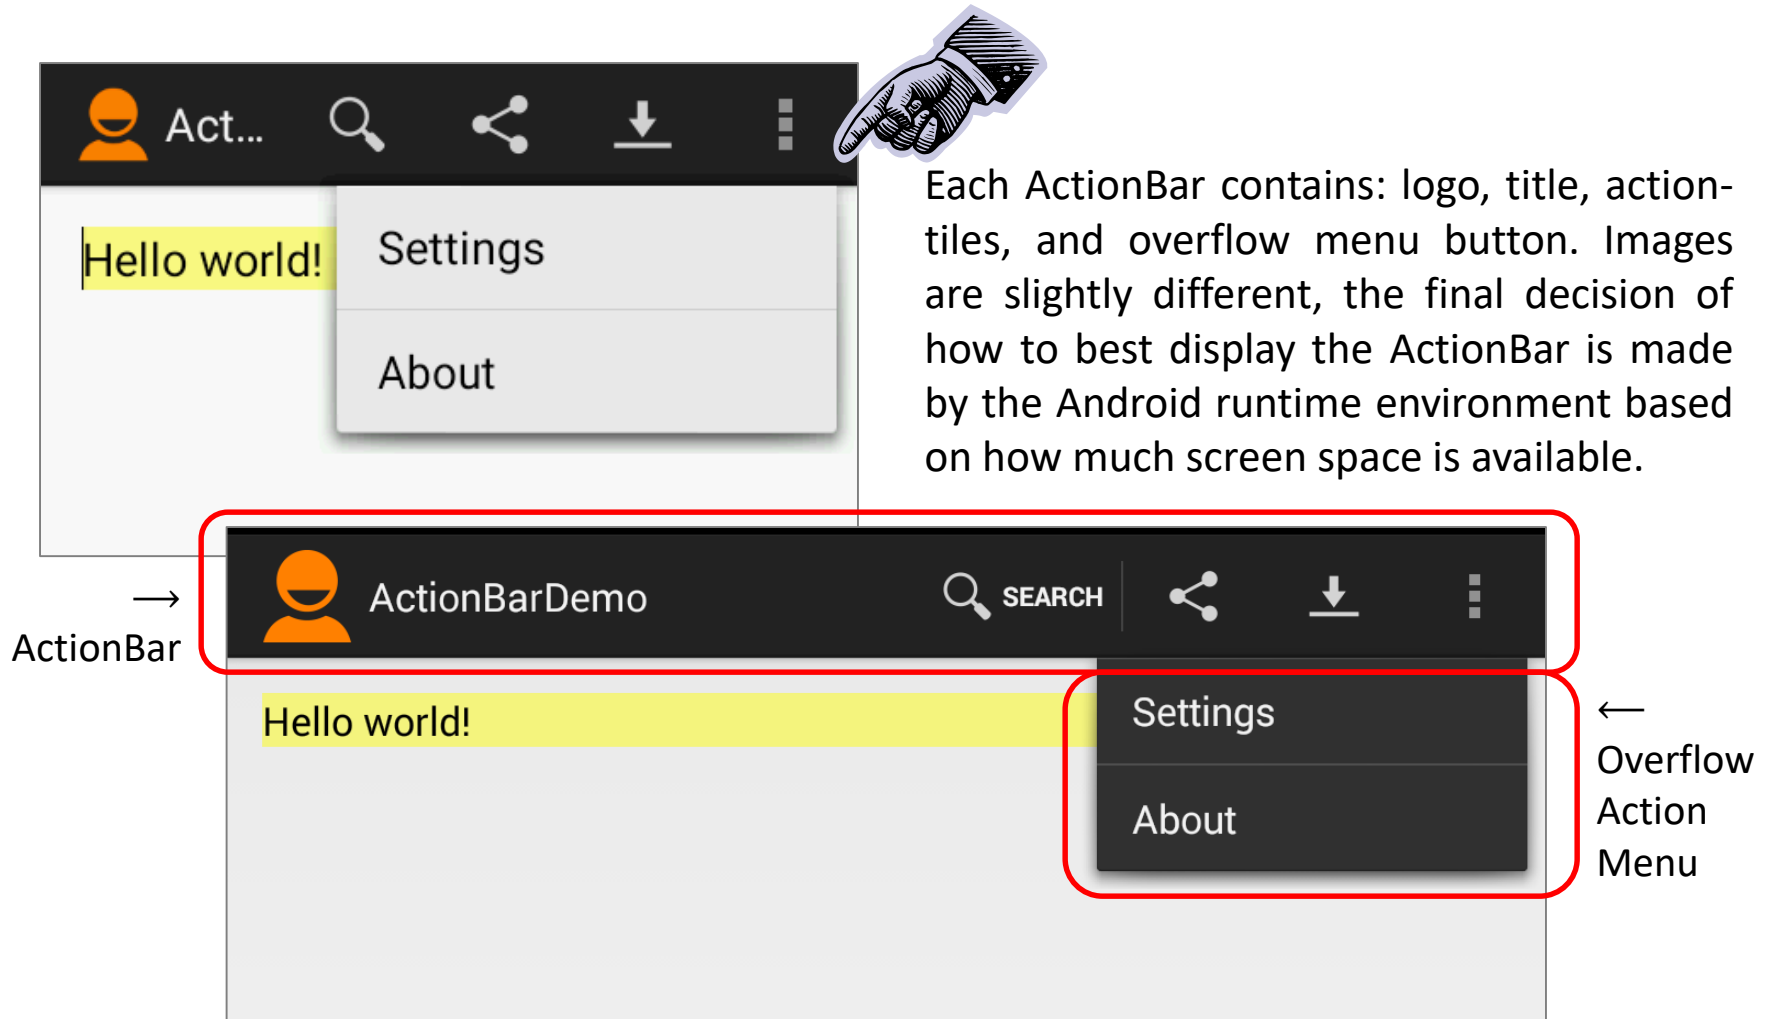 Act...
Hello world!
Settings
About
Each ActionBar contains: logo, title, action-
tiles, and overflow menu button. Images
are slightly different, the final decision of
how to best display the ActionBar is made
by the Android runtime environment based
on how much screen space is available.
→
ActionBar
ActionBarDemo
SEARCH
Hello world!
Settings
About
←
Overflow
Action
Menu